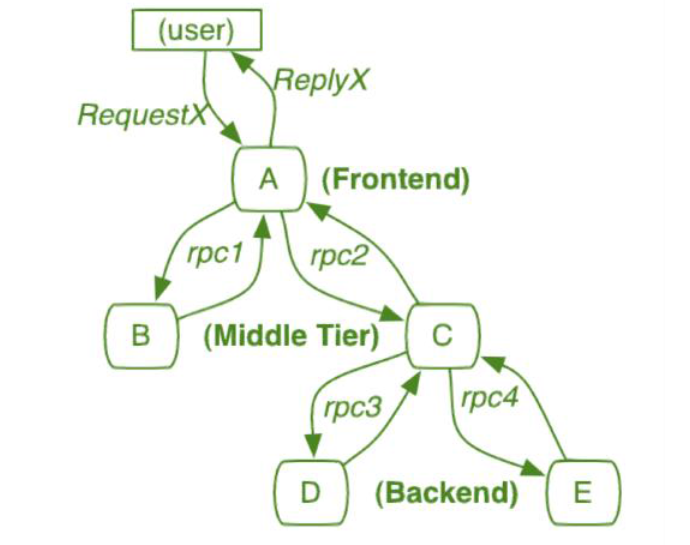 (user)
ReplyX
RequestX
A (Frontend)
rpc1 rpc2
B (Middle Tier) C
rpc3 rpc4
D (Backend) E